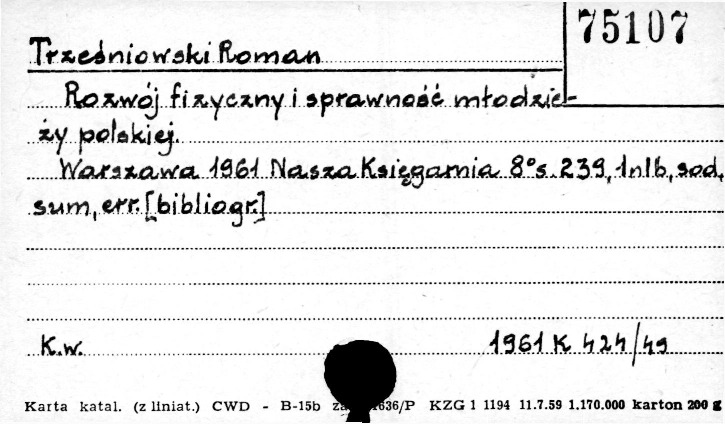 75107
Trześniowski Roman
Rozwój fizyczny i sprawność młodzie-
ży polskiej.
Warszawa 1961 Nasza Księgarnia 8° s. 239, 1nlb, sod,
sum, err. [bibliogr.]
K.w. 1961 K 424/49
Karta katal. (z liniat.) CWD - B-15b 1636/P KZG 1 1194 11.7.59 1.170.000 karton 200 g